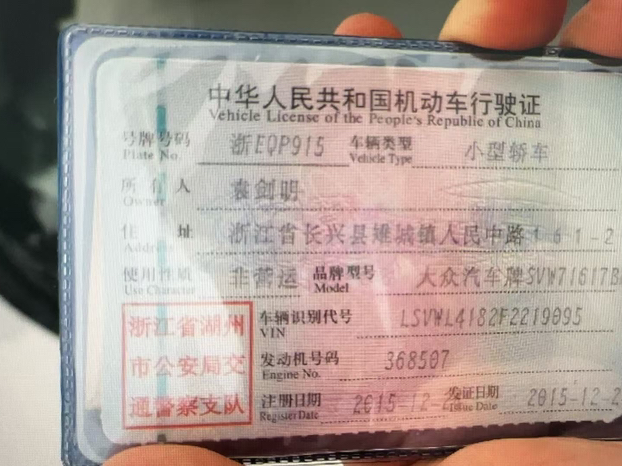 中华人民共和国机动车行驶证
Vehicle License of the People's Republic of China
号牌号码 浙EQP915 车辆类型 小型轿车
Plate No. Vehicle Type
所有人 袁剑明
Owner
住址 浙江省长兴县雉城镇人民中路161-2
Address
使用性质 非营运 品牌型号 大众汽车牌SVW71617B
Use Character Model
浙江省湖州
市公安局交
通警察支队
车辆识别代号 LSVWL4182F2219095
VIN
发动机号码 368507
Engine No.
注册日期 2015-12- 发证日期 2015-12-2
Register Date Issue Date